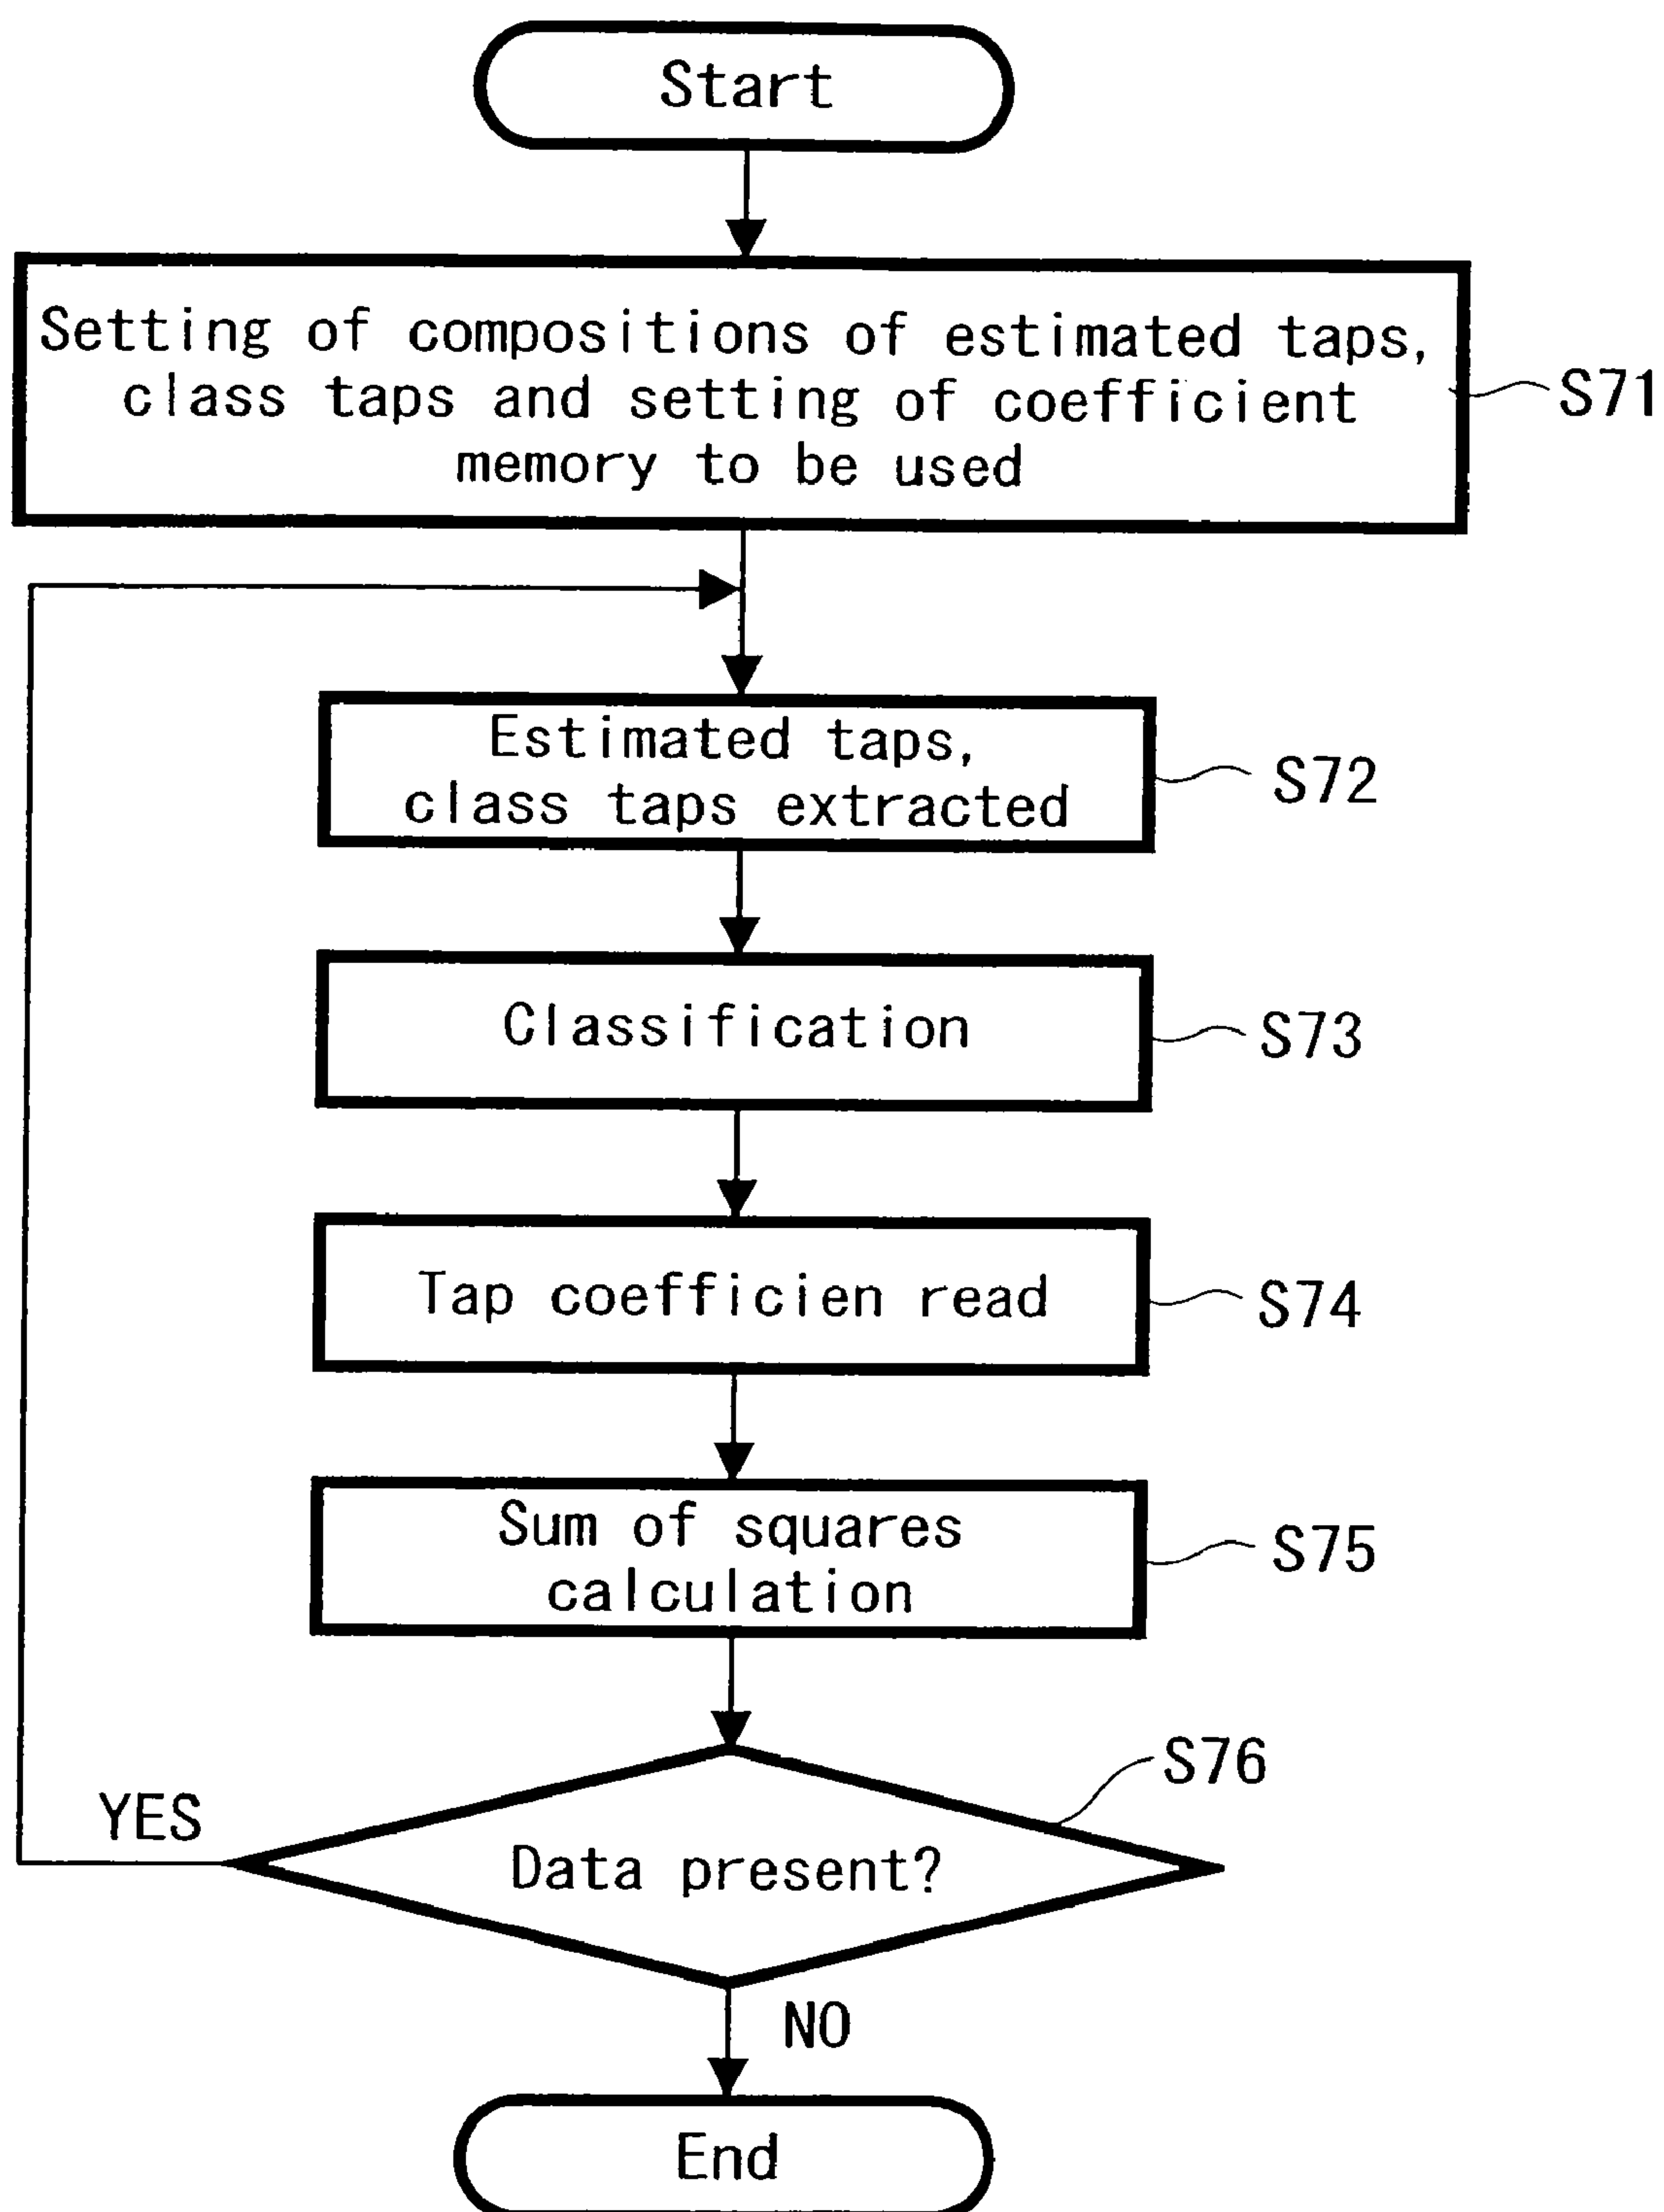 Start
Setting of compositions of estimated taps,
class taps and setting of coefficient
memory to be used
S71
Estimated taps,
class taps extracted
S72
Classification
S73
Tap coefficien read
S74
Sum of squares
calculation
S75
S76
YES
Data present?
NO
End